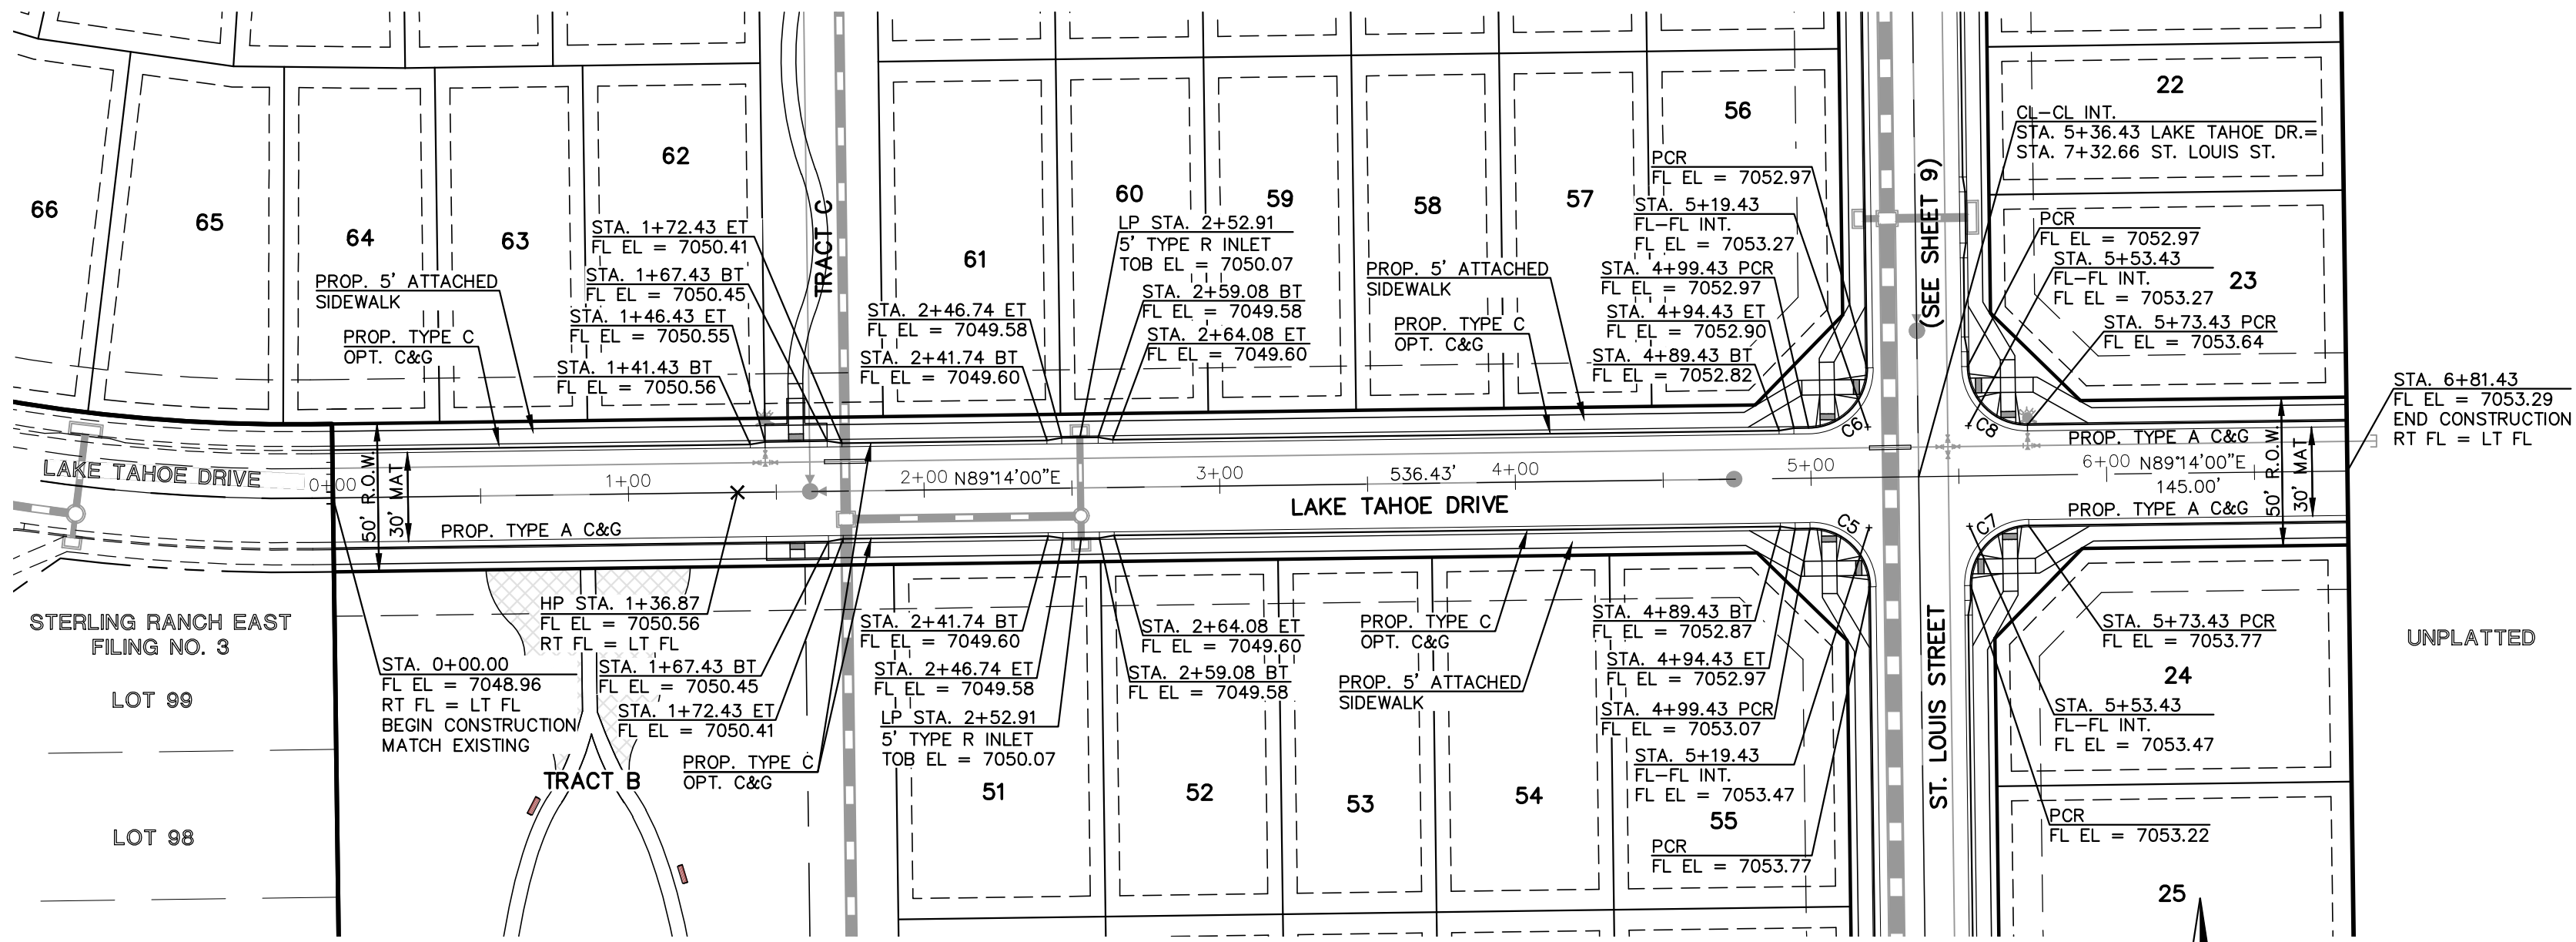 66
65
64
63
62
TRACT C
61
60
59
58
57
56
22
23
PROP. 5' ATTACHED
SIDEWALK
PROP. TYPE C
OPT. C&G
STA. 1+72.43 ET
FL EL = 7050.41
STA. 1+67.43 BT
FL EL = 7050.45
STA. 1+46.43 ET
FL EL = 7050.55
STA. 1+41.43 BT
FL EL = 7050.56
STA. 2+46.74 ET
FL EL = 7049.58
STA. 2+41.74 BT
FL EL = 7049.60
LP STA. 2+52.91
5' TYPE R INLET
TOB EL = 7050.07
STA. 2+59.08 BT
FL EL = 7049.58
STA. 2+64.08 ET
FL EL = 7049.60
PROP. 5' ATTACHED
SIDEWALK
PROP. TYPE C
OPT. C&G
PCR
FL EL = 7052.97
STA. 5+19.43
FL-FL INT.
FL EL = 7053.27
STA. 4+99.43 PCR
FL EL = 7052.97
STA. 4+94.43 ET
FL EL = 7052.90
STA. 4+89.43 BT
FL EL = 7052.82
(SEE SHEET 9)
CL-CL INT.
STA. 5+36.43 LAKE TAHOE DR.=
STA. 7+32.66 ST. LOUIS ST.
PCR
FL EL = 7052.97
STA. 5+53.43
FL-FL INT.
FL EL = 7053.27
STA. 5+73.43 PCR
FL EL = 7053.64
STA. 6+81.43
FL EL = 7053.29
END CONSTRUCTION
RT FL = LT FL
C6
C8
PROP. TYPE A C&G
LAKE TAHOE DRIVE
0+00
50' R.O.W.
30' MAT
1+00
2+00
N89°14'00"E
3+00
536.43'
4+00
5+00
6+00
N89°14'00"E
145.00'
50' R.O.W.
30' MAT
LAKE TAHOE DRIVE
PROP. TYPE A C&G
PROP. TYPE A C&G
C5
C7
STERLING RANCH EAST
FILING NO. 3
LOT 99
LOT 98
STA. 0+00.00
FL EL = 7048.96
RT FL = LT FL
BEGIN CONSTRUCTION
MATCH EXISTING
HP STA. 1+36.87
FL EL = 7050.56
RT FL = LT FL
STA. 1+67.43 BT
FL EL = 7050.45
STA. 1+72.43 ET
FL EL = 7050.41
PROP. TYPE C
OPT. C&G
TRACT B
STA. 2+41.74 BT
FL EL = 7049.60
STA. 2+46.74 ET
FL EL = 7049.58
LP STA. 2+52.91
5' TYPE R INLET
TOB EL = 7050.07
STA. 2+64.08 ET
FL EL = 7049.60
STA. 2+59.08 BT
FL EL = 7049.58
PROP. TYPE C
OPT. C&G
PROP. 5' ATTACHED
SIDEWALK
STA. 4+89.43 BT
FL EL = 7052.87
STA. 4+94.43 ET
FL EL = 7052.97
STA. 4+99.43 PCR
FL EL = 7053.07
STA. 5+19.43
FL-FL INT.
FL EL = 7053.47
PCR
FL EL = 7053.77
51
52
53
54
55
ST. LOUIS STREET
STA. 5+73.43 PCR
FL EL = 7053.77
24
STA. 5+53.43
FL-FL INT.
FL EL = 7053.47
PCR
FL EL = 7053.22
25
UNPLATTED